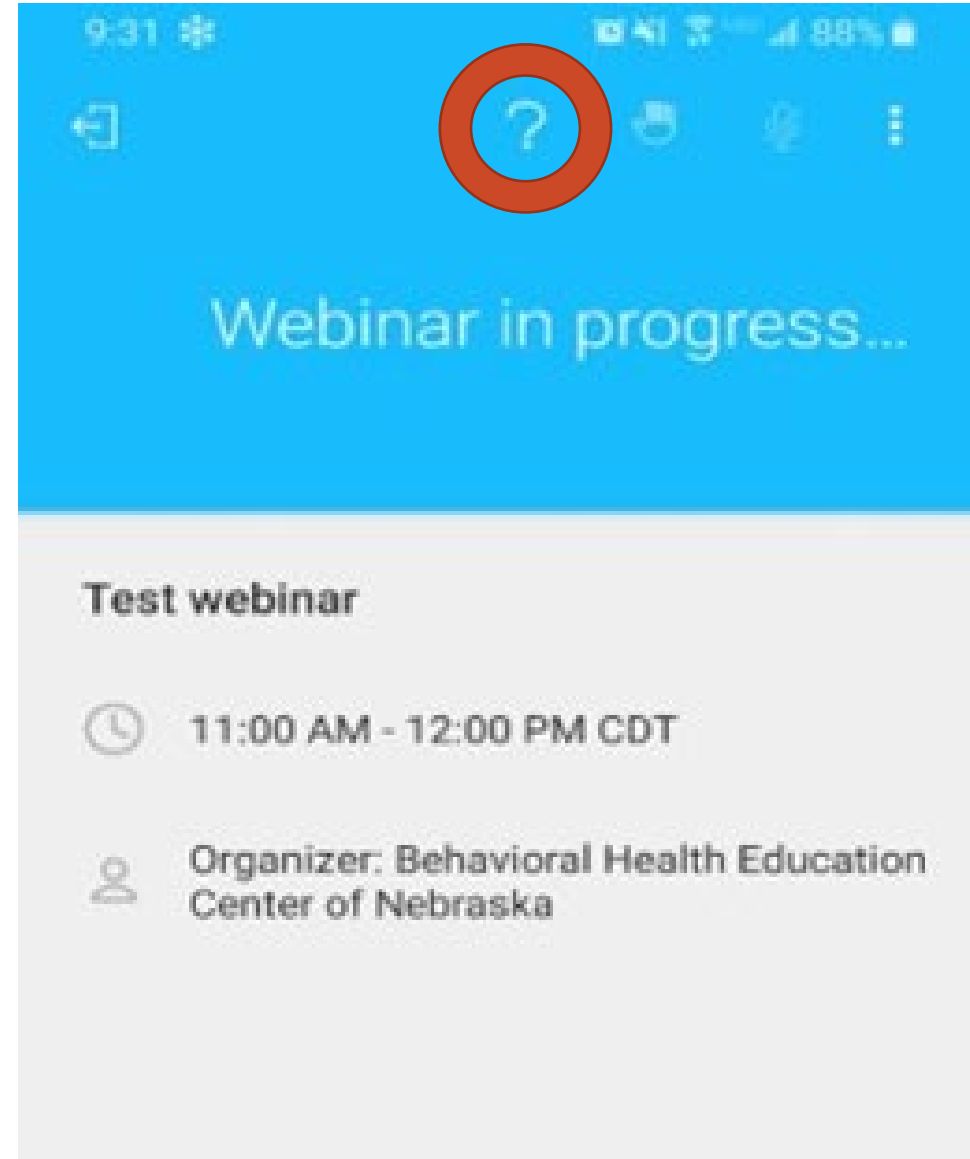 9:31 88%
?
Webinar in progress...
Test webinar
11:00 AM - 12:00 PM CDT
Organizer: Behavioral Health Education
Center of Nebraska